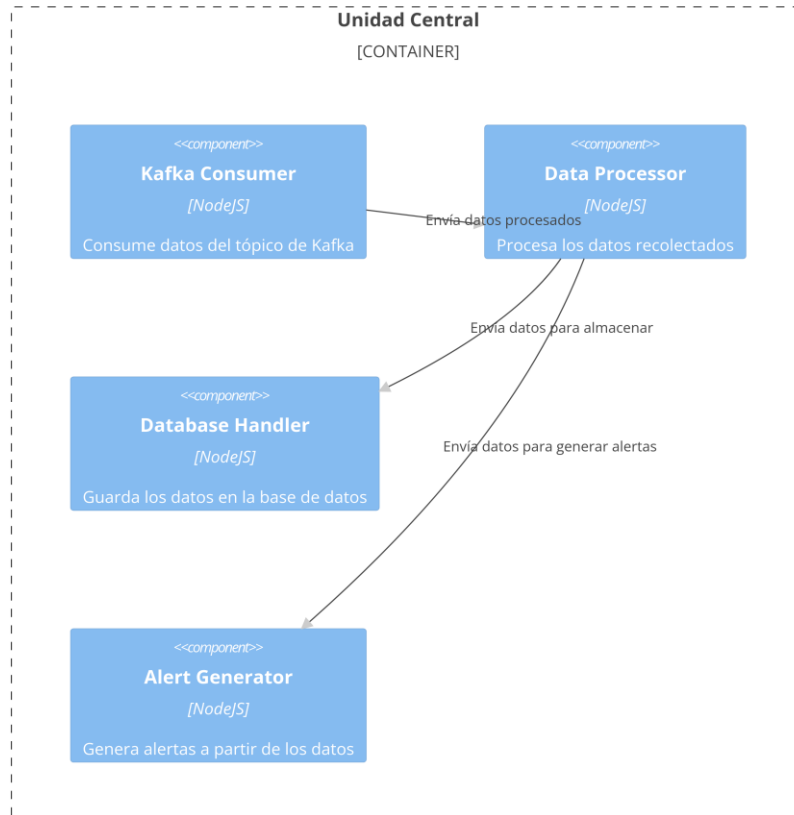 Unidad Central
[CONTAINER]
<<component>>
Kafka Consumer
[NodeJS]
Consume datos del tópico de Kafka
<<component>>
Data Processor
[NodeJS]
Procesa los datos recolectados
Envía datos procesados
Envía datos para almacenar
<<component>>
Database Handler
[NodeJS]
Guarda los datos en la base de datos
Envía datos para generar alertas
<<component>>
Alert Generator
[NodeJS]
Genera alertas a partir de los datos